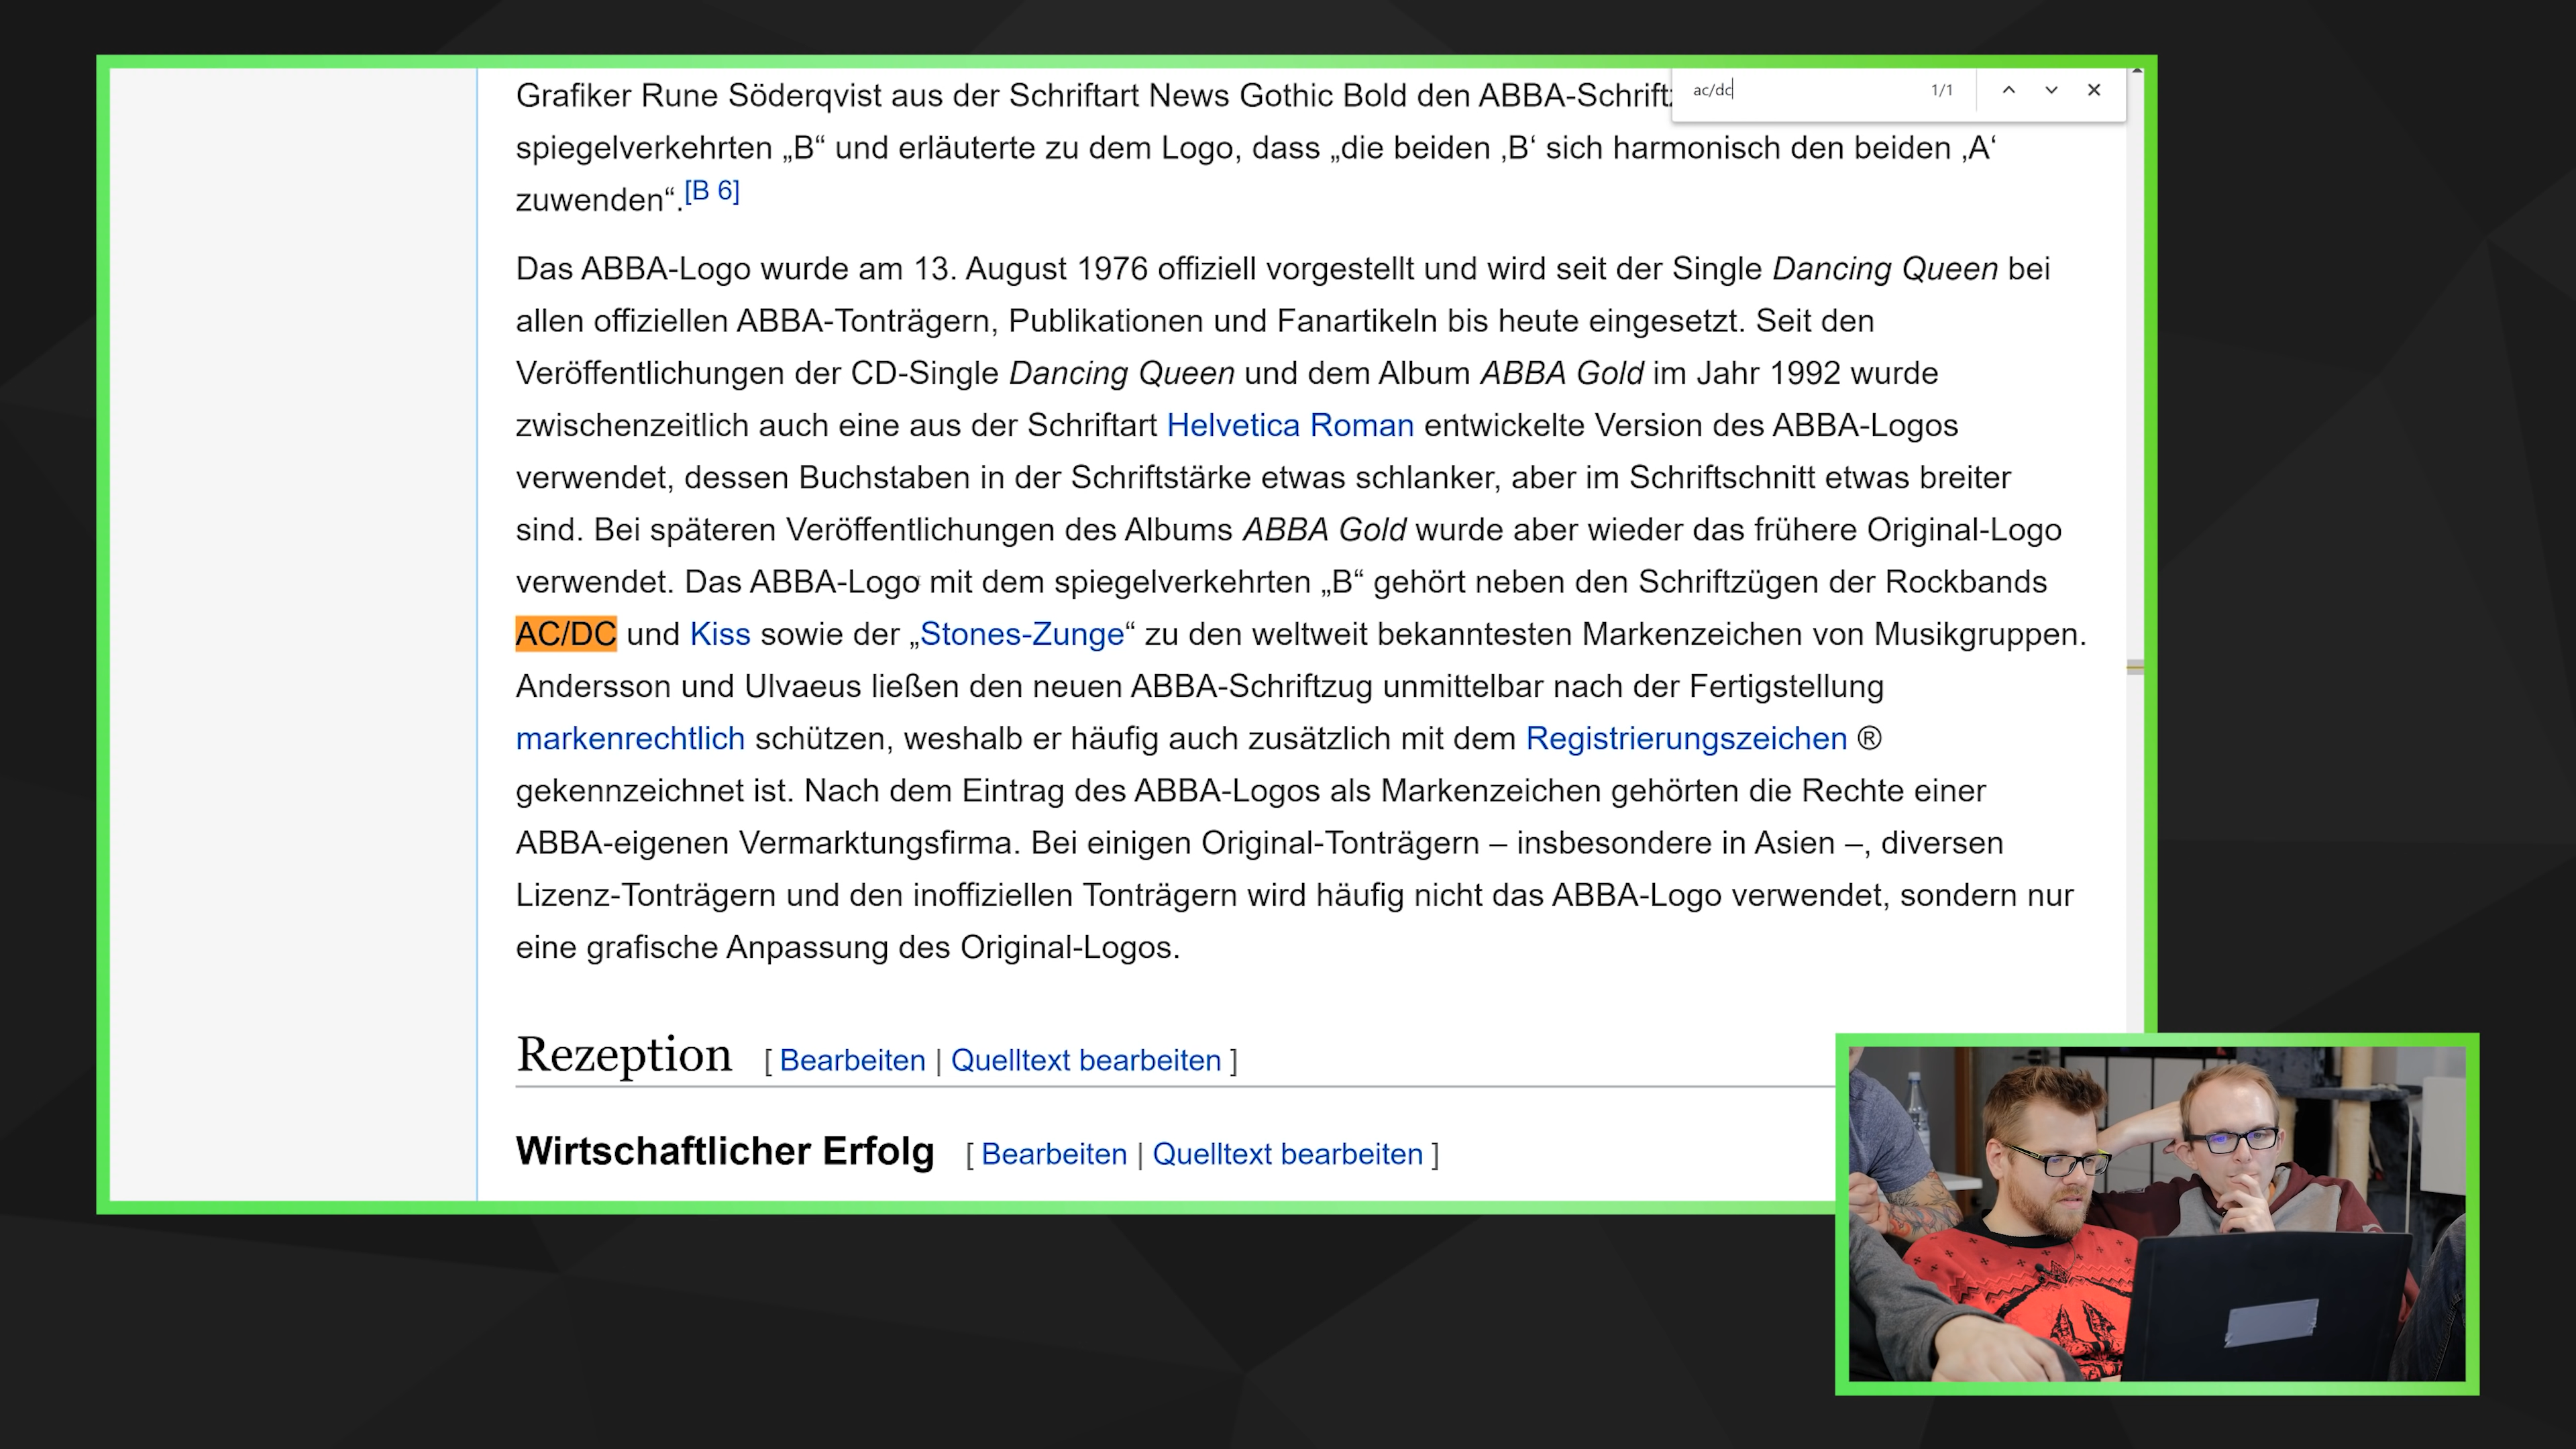 Grafiker Rune Söderqvist aus der Schriftart News Gothic Bold den ABBA-Schriftz
ac/dc 1/1
spiegelverkehrten „B“ und erläuterte zu dem Logo, dass „die beiden ‚B‘ sich harmonisch den beiden ‚A‘
zuwenden“.[B 6]
Das ABBA-Logo wurde am 13. August 1976 offiziell vorgestellt und wird seit der Single Dancing Queen bei
allen offiziellen ABBA-Tonträgern, Publikationen und Fanartikeln bis heute eingesetzt. Seit den
Veröffentlichungen der CD-Single Dancing Queen und dem Album ABBA Gold im Jahr 1992 wurde
zwischenzeitlich auch eine aus der Schriftart Helvetica Roman entwickelte Version des ABBA-Logos
verwendet, dessen Buchstaben in der Schriftstärke etwas schlanker, aber im Schriftschnitt etwas breiter
sind. Bei späteren Veröffentlichungen des Albums ABBA Gold wurde aber wieder das frühere Original-Logo
verwendet. Das ABBA-Logo mit dem spiegelverkehrten „B“ gehört neben den Schriftzügen der Rockbands
AC/DC und Kiss sowie der „Stones-Zunge“ zu den weltweit bekanntesten Markenzeichen von Musikgruppen.
Andersson und Ulvaeus ließen den neuen ABBA-Schriftzug unmittelbar nach der Fertigstellung
markenrechtlich schützen, weshalb er häufig auch zusätzlich mit dem Registrierungszeichen ®
gekennzeichnet ist. Nach dem Eintrag des ABBA-Logos als Markenzeichen gehörten die Rechte einer
ABBA-eigenen Vermarktungsfirma. Bei einigen Original-Tonträgern – insbesondere in Asien –, diversen
Lizenz-Tonträgern und den inoffiziellen Tonträgern wird häufig nicht das ABBA-Logo verwendet, sondern nur
eine grafische Anpassung des Original-Logos.
Rezeption [ Bearbeiten | Quelltext bearbeiten ]
Wirtschaftlicher Erfolg [ Bearbeiten | Quelltext bearbeiten ]